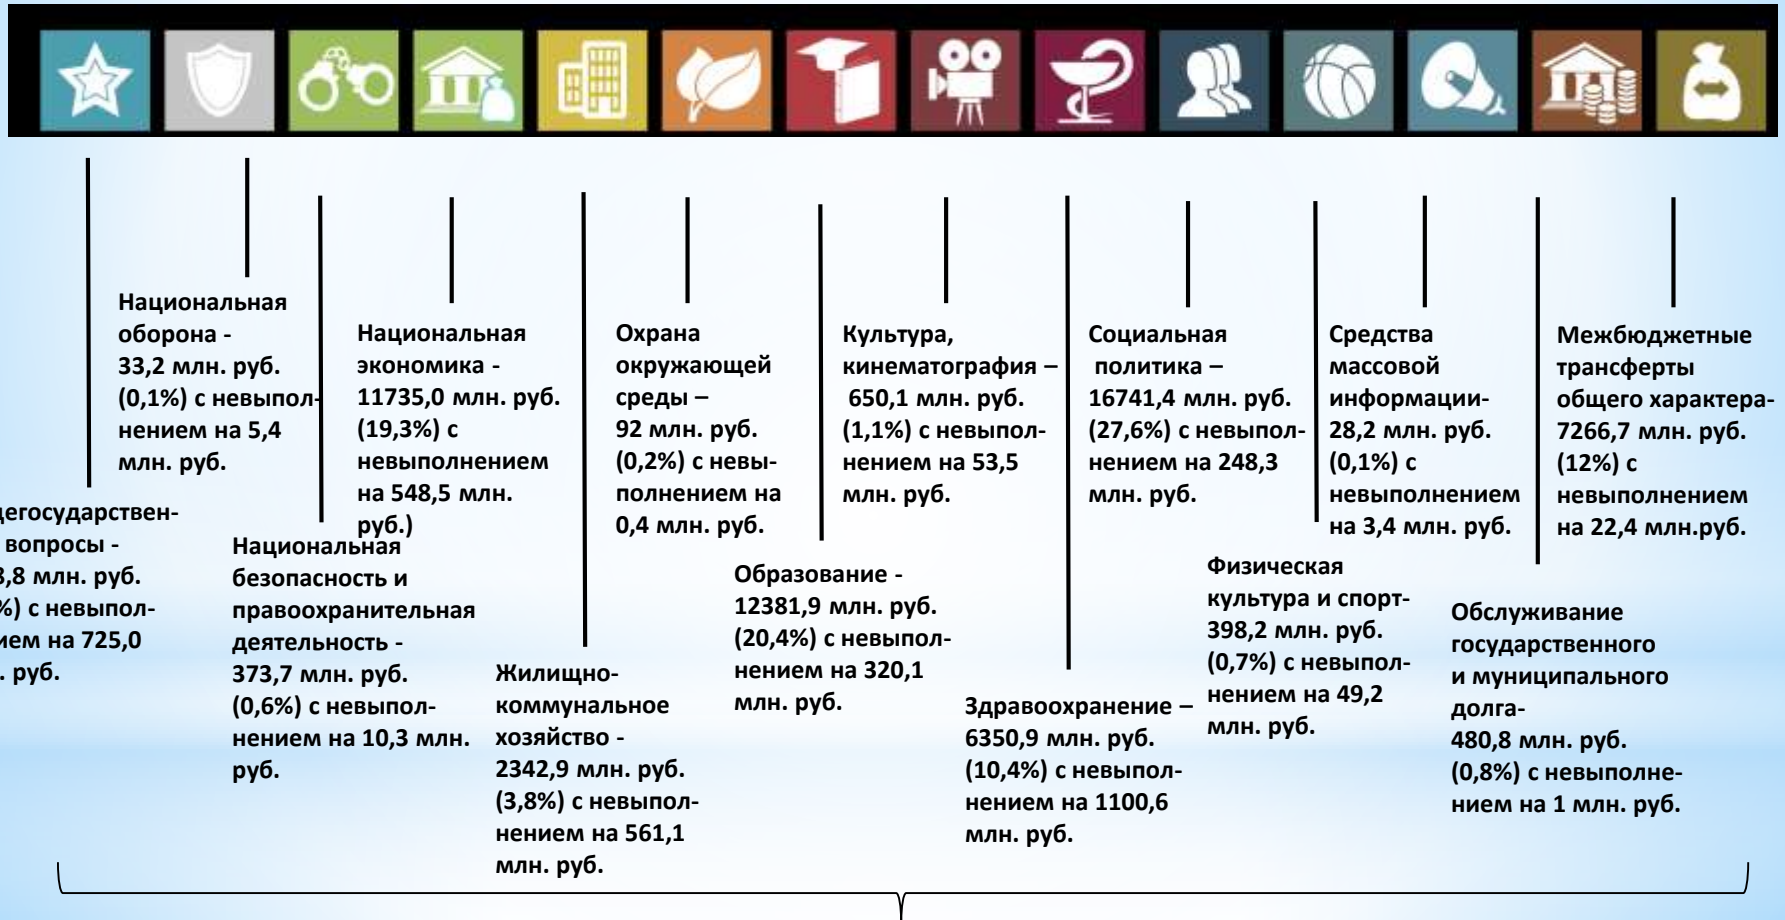 Национальная
оборона -
33,2 млн. руб.
(0,1%) с невыпол-
нением на 5,4
млн. руб.
вопросы -
8 млн. руб.
с невыпол-
на 725,0
руб.
Национальная
безопасность и
правоохранительная
деятельность -
373,7 млн. руб.
(0,6%) с невыпол-
нением на 10,3 млн.
руб.
Национальная
экономика -
11735,0 млн. руб.
(19,3%) с
невыполнением
на 548,5 млн.
руб.)
Жилищно-
коммунальное
хозяйство -
2342,9 млн. руб.
(3,8%) с невыпол-
нением на 561,1
млн. руб.
Охрана
окружающей
среды –
92 млн. руб.
(0,2%) с невы-
полнением на
0,4 млн. руб.
Образование -
12381,9 млн. руб.
(20,4%) с невыпол-
нением на 320,1
млн. руб.
Культура,
кинематография –
650,1 млн. руб.
(1,1%) с невыпол-
нением на 53,5
млн. руб.
Здравоохранение –
6350,9 млн. руб.
(10,4%) с невыпол-
нением на 1100,6
млн. руб.
Социальная
политика –
16741,4 млн. руб.
(27,6%) с невыпол-
нением на 248,3
млн. руб.
Физическая
культура и спорт-
398,2 млн. руб.
(0,7%) с невыпол-
нением на 49,2
млн. руб.
Средства
массовой
информации-
28,2 млн. руб.
(0,1%) с
невыполнением
на 3,4 млн. руб.
Обслуживание
государственного
и муниципального
долга-
480,8 млн. руб.
(0,8%) с невыполне-
нием на 1 млн. руб.
Межбюджетные
трансферты
общего характера-
7266,7 млн. руб.
(12%) с
невыполнением
на 22,4 млн.руб.